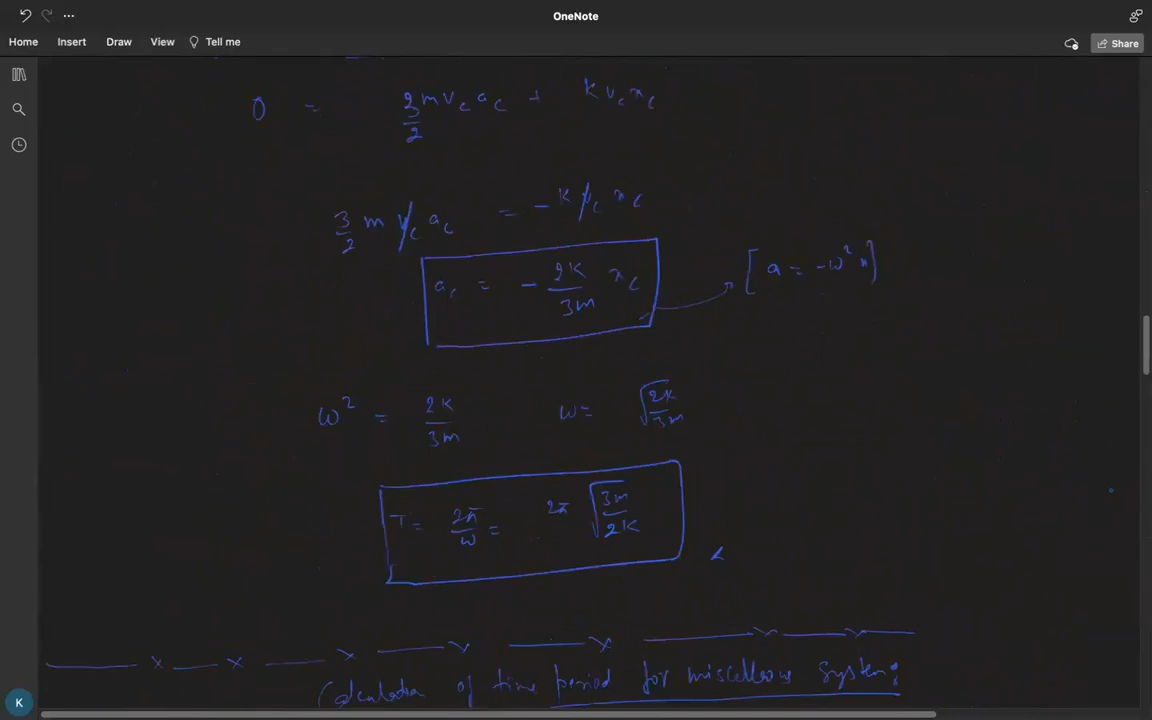 OneNote
Home Insert Draw View Tell me
Share
0 = 3/2 m v_c a_c + k v_c x_c
3/2 m v_c a_c = - k v_c x_c
a_c = - 2K/3m x_c
[a = -ω² x]
ω² = 2K/3m ω = √(2K/3m)
T = 2π/ω = 2π √(3m/2K)
Calculation of time period for miscelleous system:
K